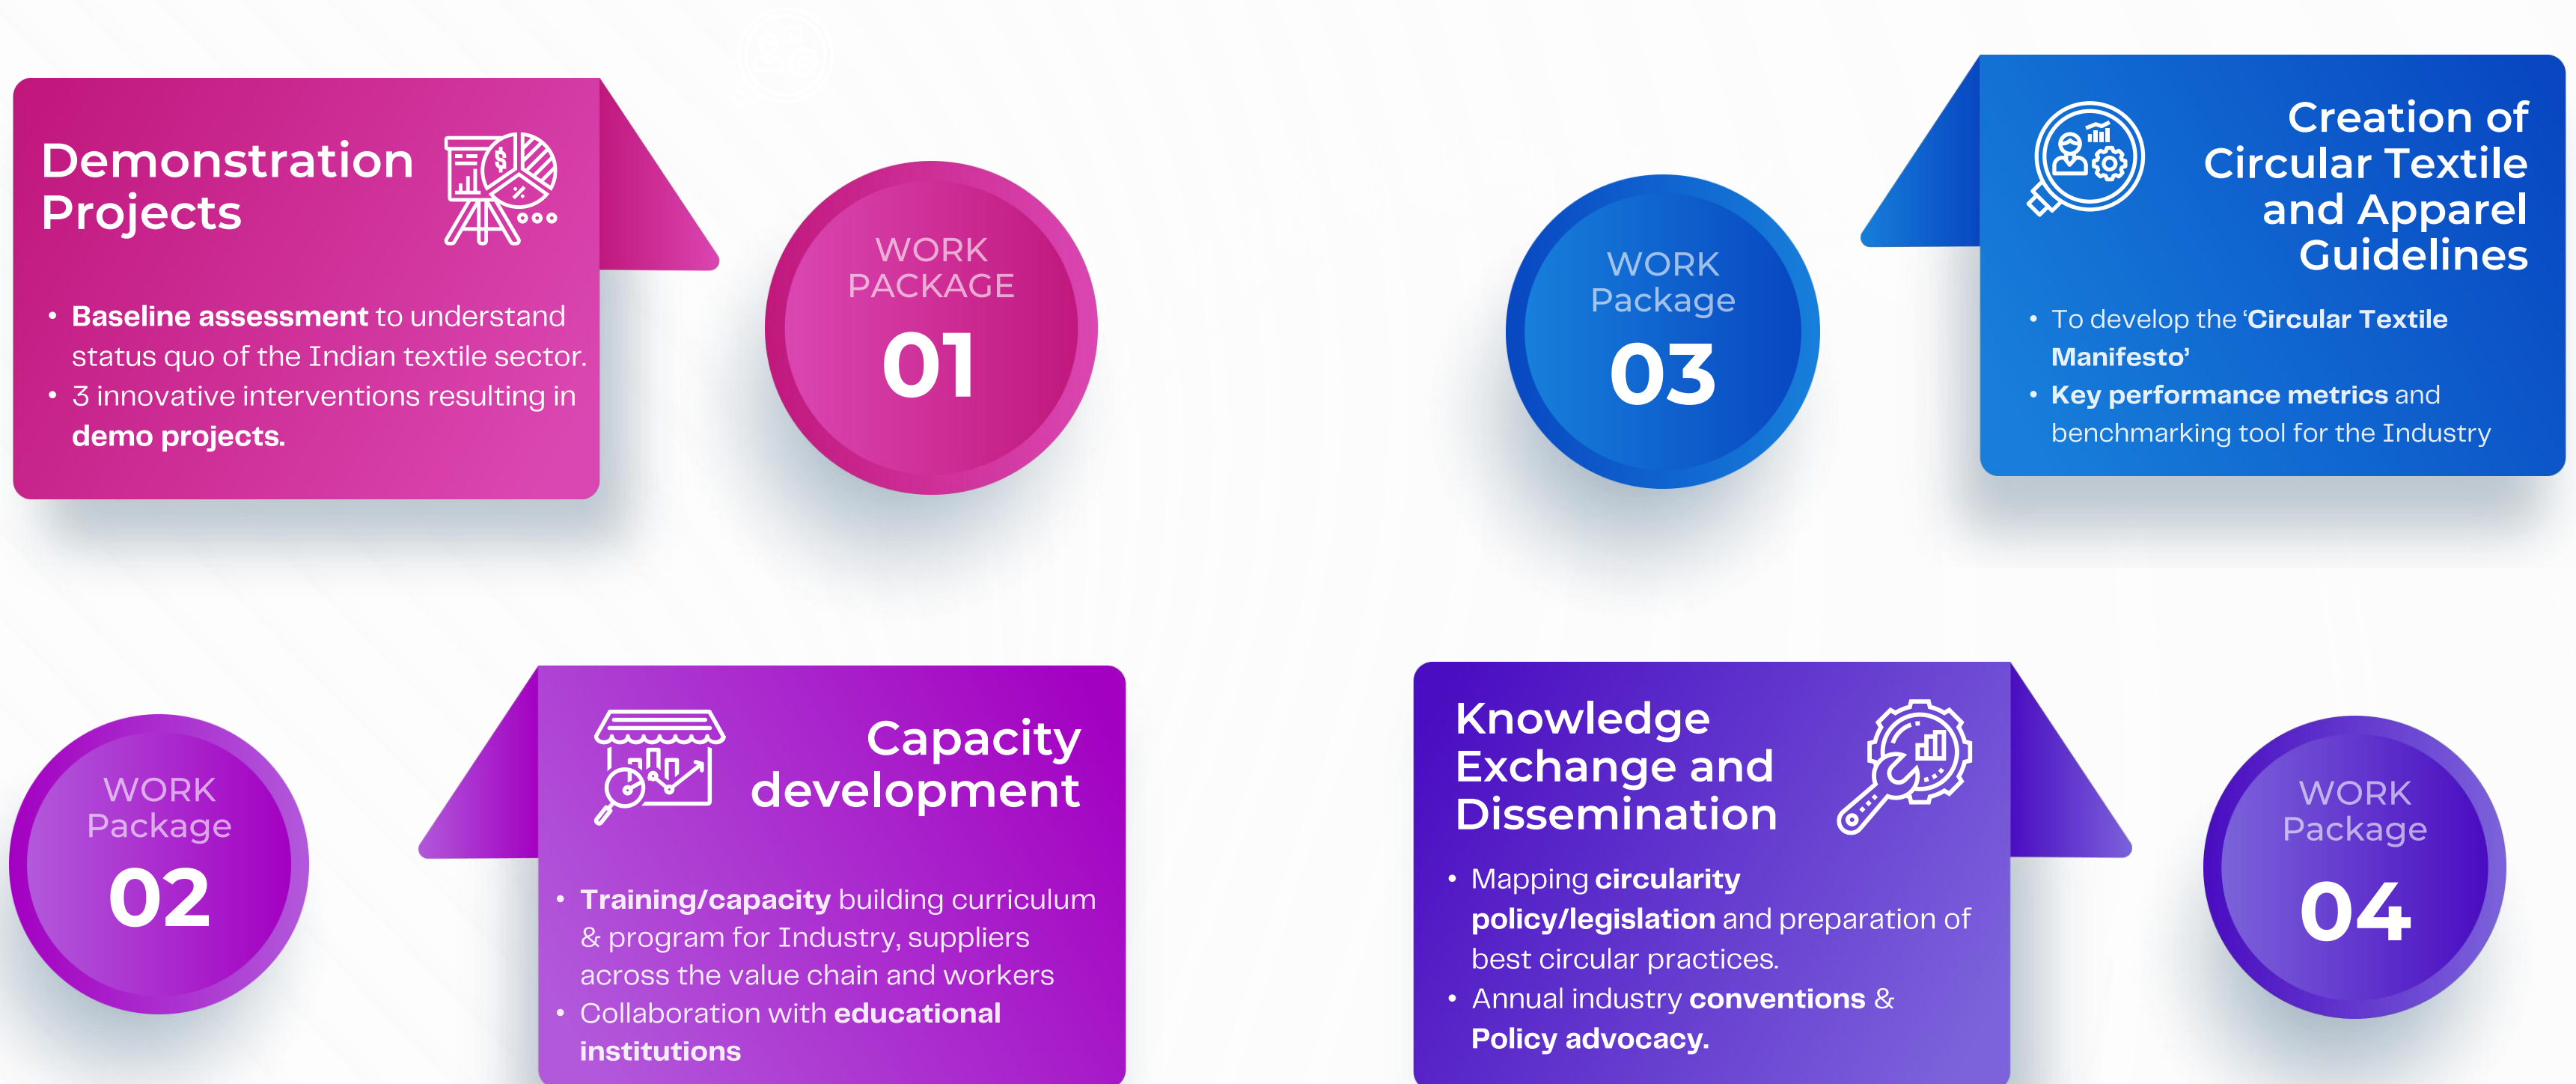 Demonstration
Projects
• Baseline assessment to understand
status quo of the Indian textile sector.
• 3 innovative interventions resulting in
demo projects.
WORK
PACKAGE
01
WORK
Package
02
Capacity
development
• Training/capacity building curriculum
& program for Industry, suppliers
across the value chain and workers
• Collaboration with educational
institutions
WORK
Package
03
Creation of
Circular Textile
and Apparel
Guidelines
• To develop the ‘Circular Textile
Manifesto’
• Key performance metrics and
benchmarking tool for the Industry
Knowledge
Exchange and
Dissemination
• Mapping circularity
policy/legislation and preparation of
best circular practices.
• Annual industry conventions &
Policy advocacy.
WORK
Package
04